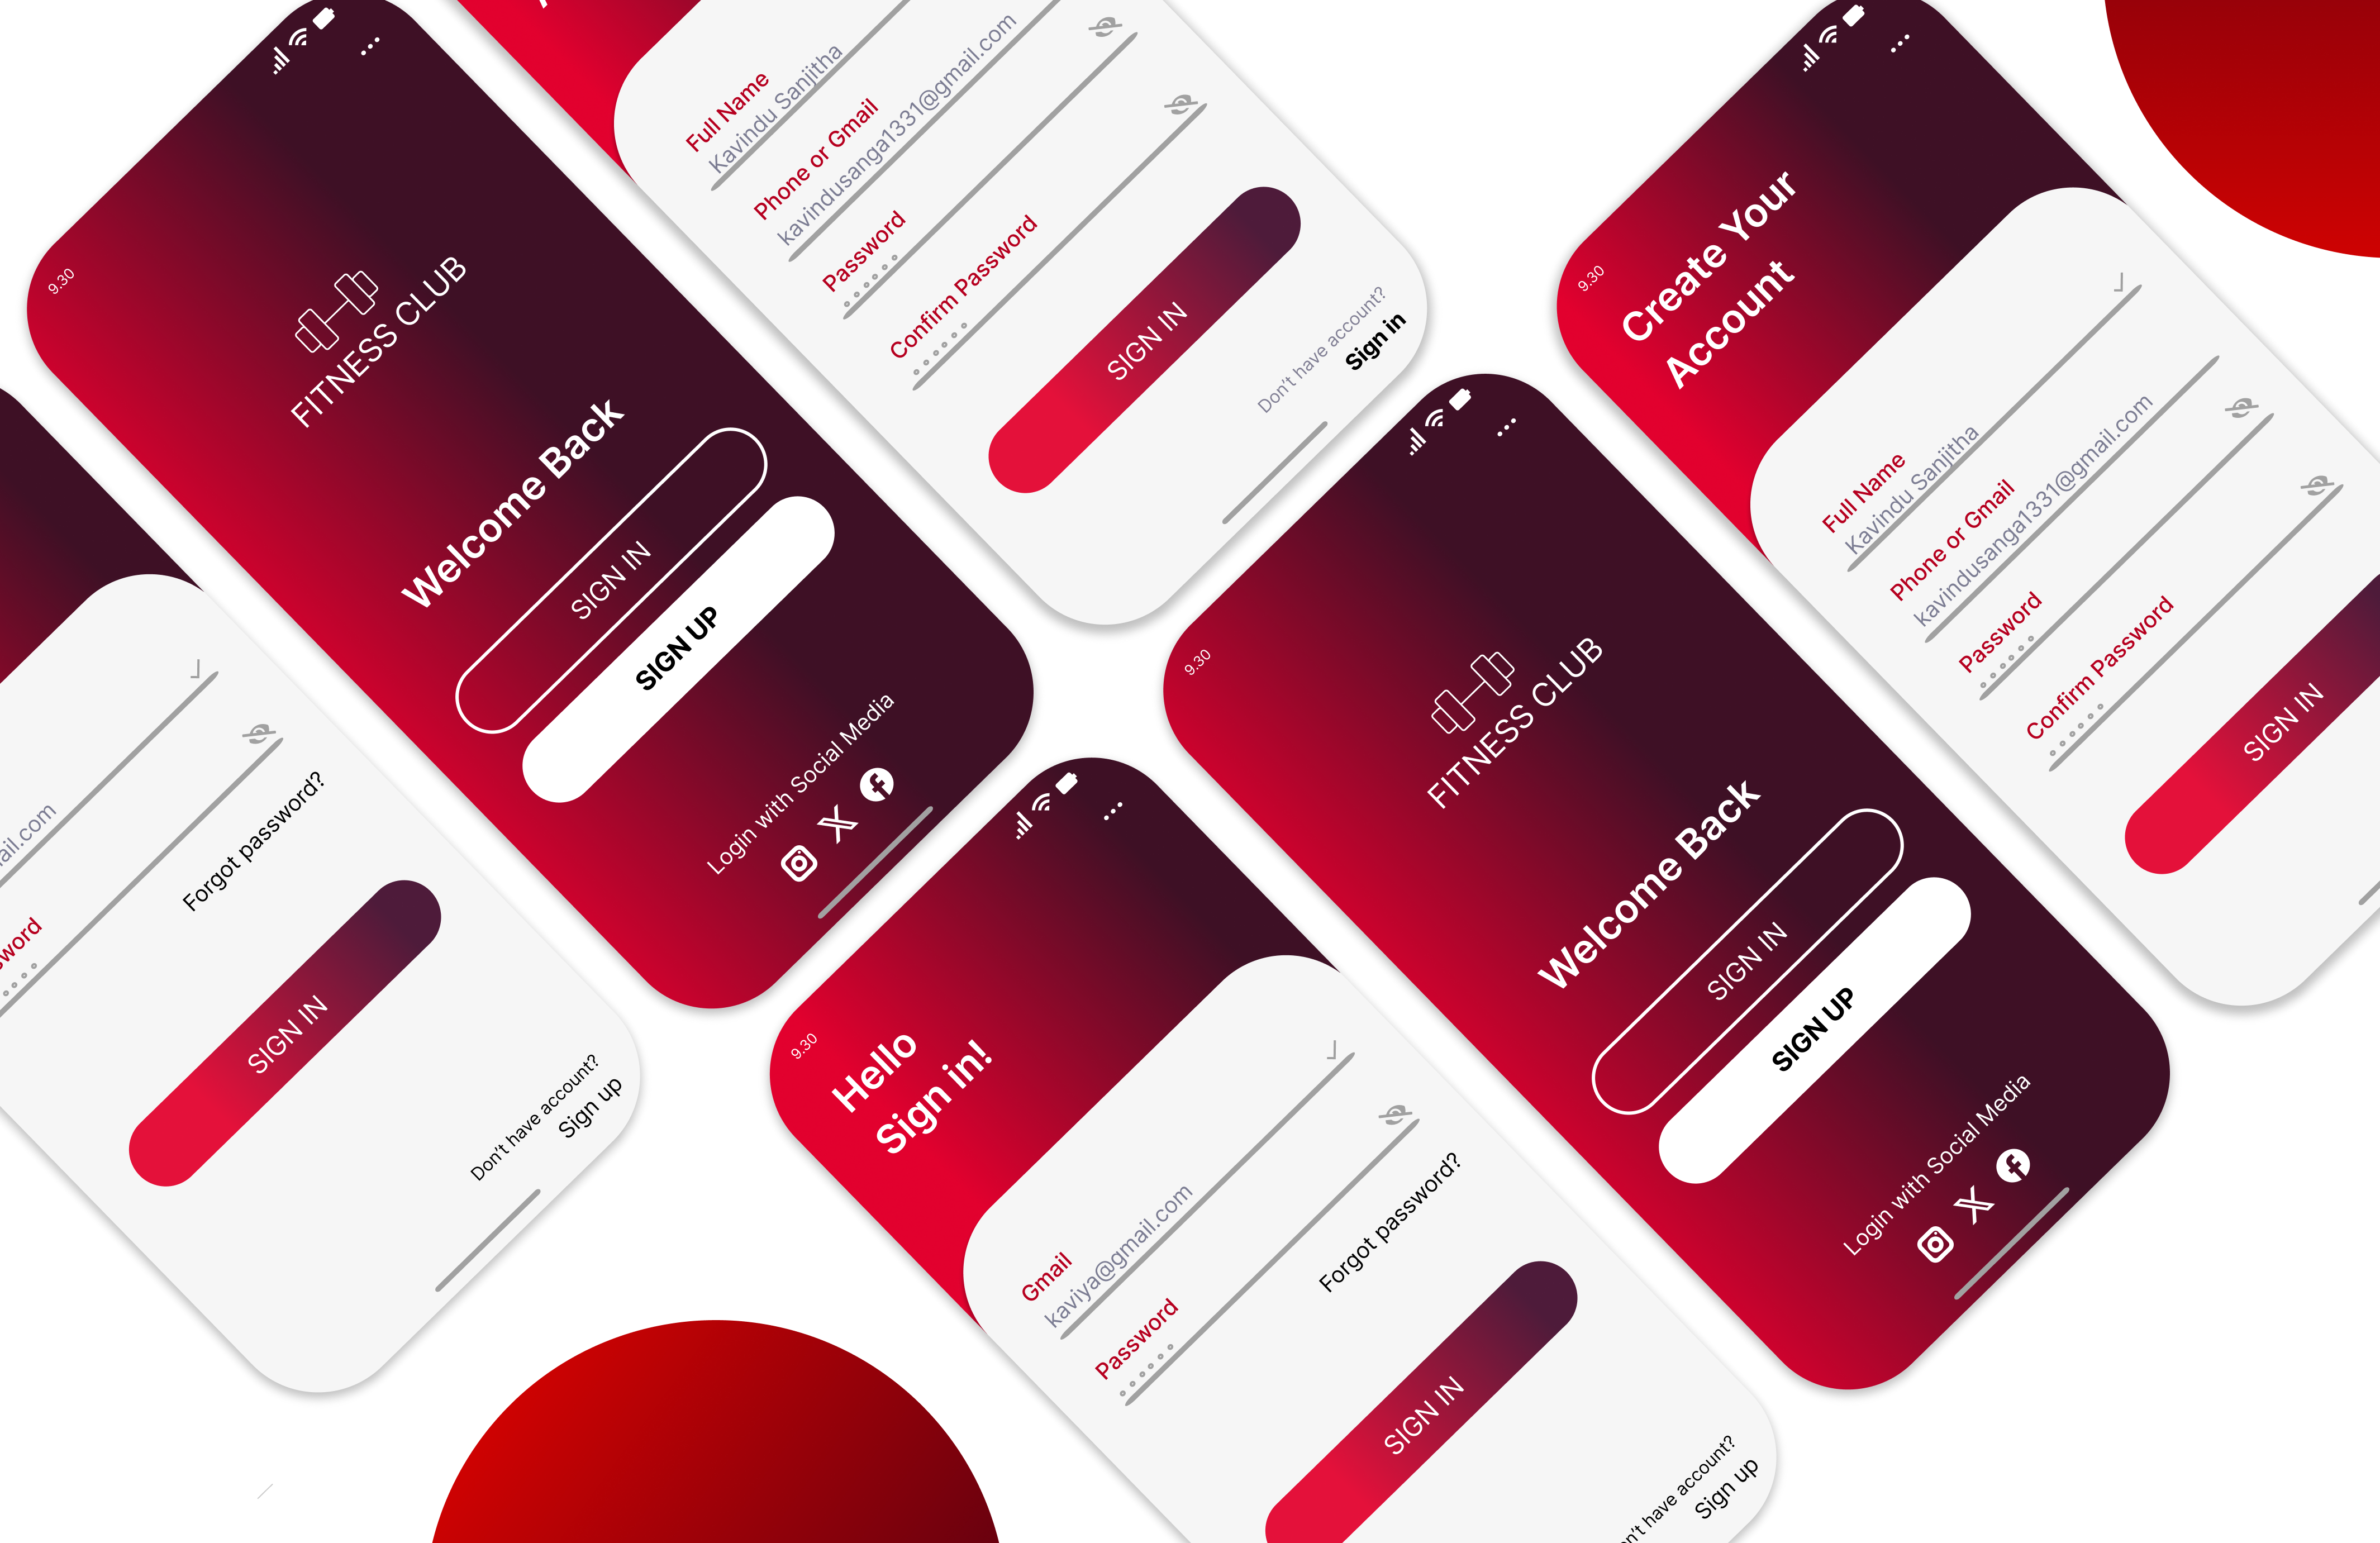 9.30
FITNESS CLUB
Welcome Back
SIGN IN
SIGN UP
Login with Social Media
Full Name
Kavindu Sanjitha
Phone or Gmail
kavindusanga1331@gmail.com
Password
Confirm Password
SIGN IN
Don't have account?
Sign in
9.30
Create Your
Account
Full Name
Kavindu Sanjitha
Phone or Gmail
kavindusanga1331@gmail.com
Password
Confirm Password
SIGN IN
ail.com
sword
Forgot password?
SIGN IN
Don't have account?
Sign up
9.30
Hello
Sign in!
Gmail
kaviya@gmail.com
Password
Forgot password?
SIGN IN
n't have account?
Sign up
9.30
FITNESS CLUB
Welcome Back
SIGN IN
SIGN UP
Login with Social Media